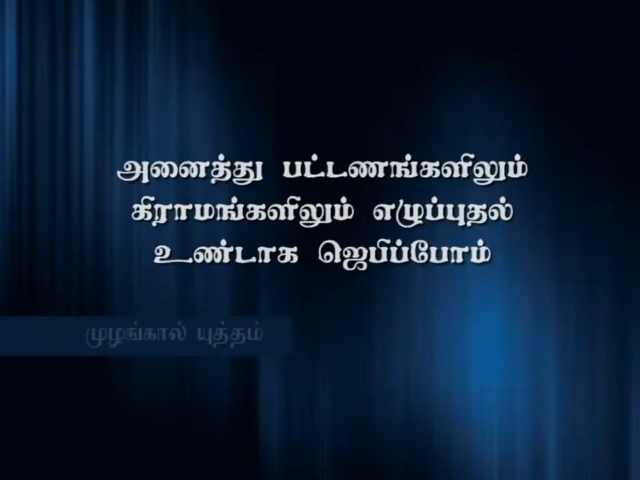 அனைத்து பட்டணங்களிலும்
கிராமங்களிலும் எழுப்புதல்
உண்டாக ஜெபிப்போம்
முழங்கால் யுத்தம்